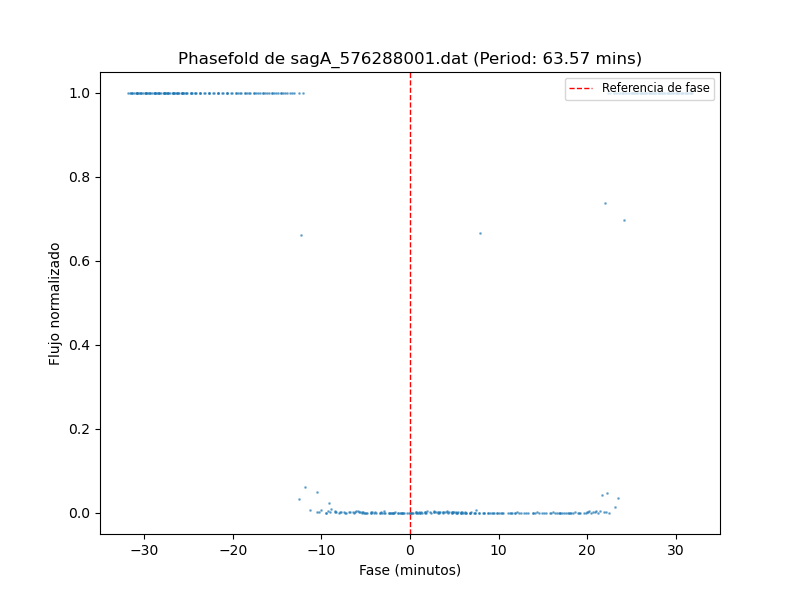 Phasefold de sagA_576288001.dat (Period: 63.57 mins)
Referencia de fase
Flujo normalizado
1.0
0.8
0.6
0.4
0.2
0.0
−30 −20 −10 0 10 20 30
Fase (minutos)